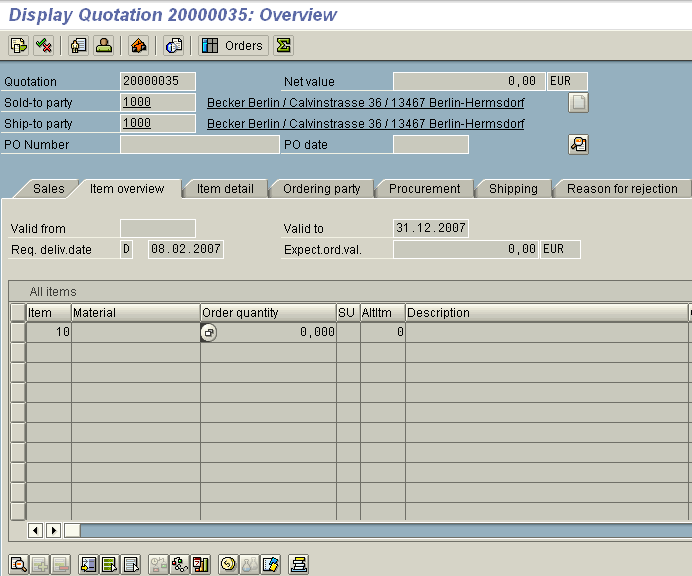 Display Quotation 20000035: Overview
Orders
Quotation 20000035 Net value 0,00 EUR
Sold-to party 1000 Becker Berlin / Calvinstrasse 36 / 13467 Berlin-Hermsdorf
Ship-to party 1000 Becker Berlin / Calvinstrasse 36 / 13467 Berlin-Hermsdorf
PO Number PO date
Sales Item overview Item detail Ordering party Procurement Shipping Reason for rejection
Valid from Valid to 31.12.2007
Req. deliv.date D 08.02.2007 Expect.ord.val. 0,00 EUR
All items
Item Material Order quantity SU AltItm Description
10 0,000 0